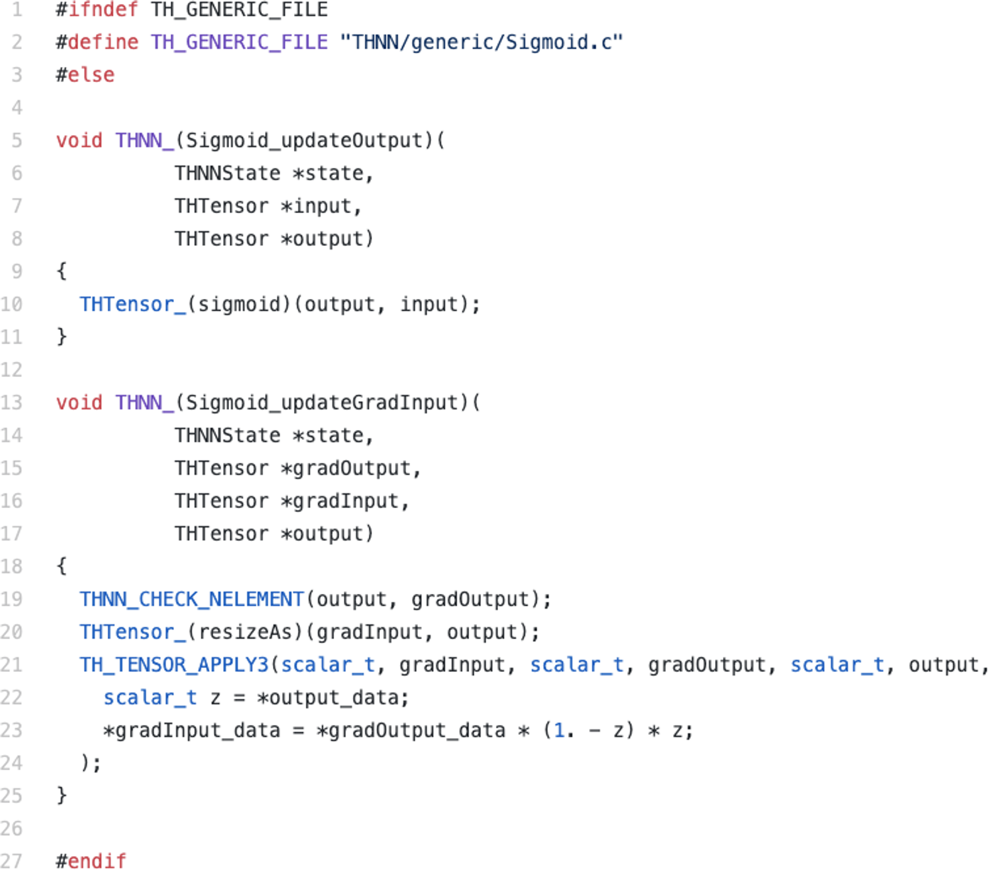 1 #ifndef TH_GENERIC_FILE
2 #define TH_GENERIC_FILE "THNN/generic/Sigmoid.c"
3 #else
4
5 void THNN_(Sigmoid_updateOutput)(
6 THNNState *state,
7 THTensor *input,
8 THTensor *output)
9 {
10 THTensor_(sigmoid)(output, input);
11 }
12
13 void THNN_(Sigmoid_updateGradInput)(
14 THNNState *state,
15 THTensor *gradOutput,
16 THTensor *gradInput,
17 THTensor *output)
18 {
19 THNN_CHECK_NELEMENT(output, gradOutput);
20 THTensor_(resizeAs)(gradInput, output);
21 TH_TENSOR_APPLY3(scalar_t, gradInput, scalar_t, gradOutput, scalar_t, output,
22 scalar_t z = *output_data;
23 *gradInput_data = *gradOutput_data * (1. - z) * z;
24 );
25 }
26
27 #endif